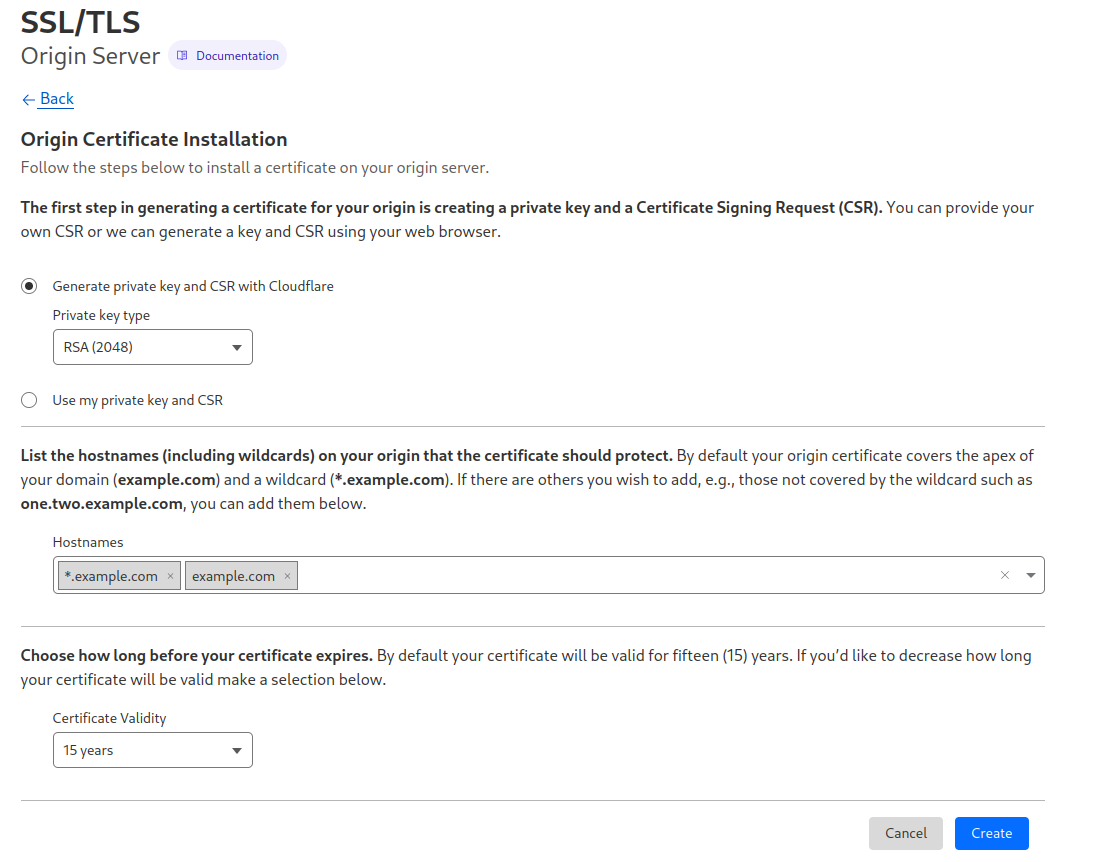 SSL/TLS
Origin Server Documentation
← Back
Origin Certificate Installation
Follow the steps below to install a certificate on your origin server.
The first step in generating a certificate for your origin is creating a private key and a Certificate Signing Request (CSR). You can provide your
own CSR or we can generate a key and CSR using your web browser.
Generate private key and CSR with Cloudflare
Private key type
RSA (2048)
Use my private key and CSR
List the hostnames (including wildcards) on your origin that the certificate should protect. By default your origin certificate covers the apex of
your domain (example.com) and a wildcard (*.example.com). If there are others you wish to add, e.g., those not covered by the wildcard such as
one.two.example.com, you can add them below.
Hostnames
*.example.com × example.com ×
Choose how long before your certificate expires. By default your certificate will be valid for fifteen (15) years. If you’d like to decrease how long
your certificate will be valid make a selection below.
Certificate Validity
15 years
Cancel Create